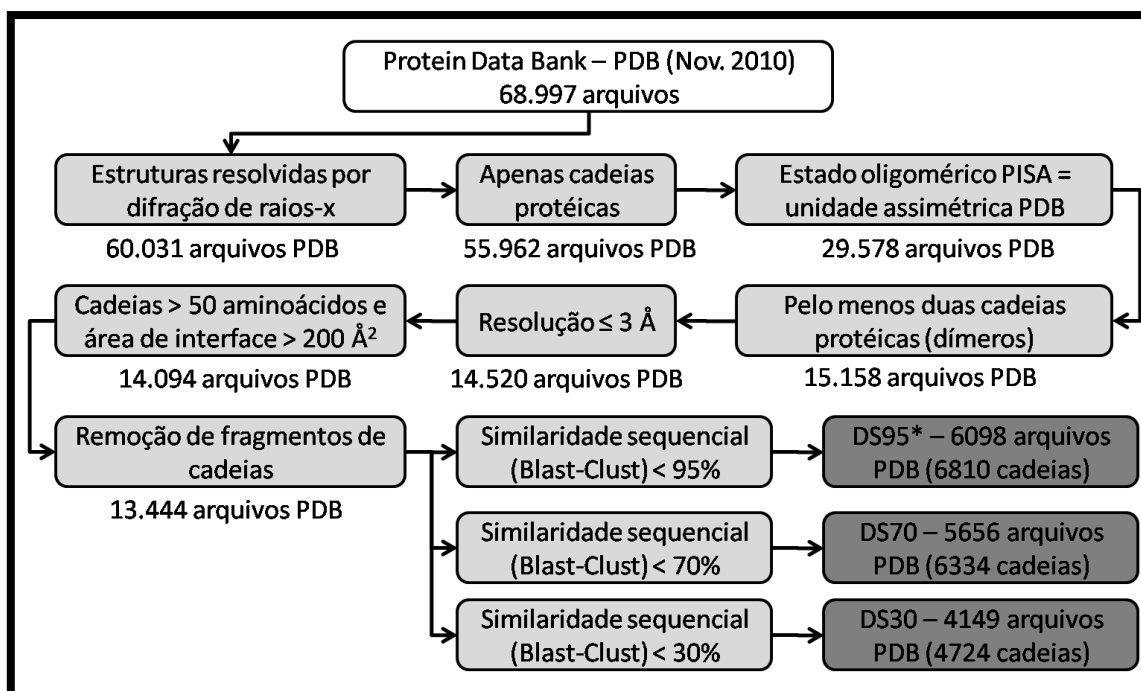 Protein Data Bank – PDB (Nov. 2010)
68.997 arquivos
Estruturas resolvidas por
difração de raios-x
60.031 arquivos PDB
Apenas cadeias
protéicas
55.962 arquivos PDB
Estado oligomérico PISA =
unidade assimétrica PDB
29.578 arquivos PDB
Pelo menos duas cadeias
protéicas (dímeros)
15.158 arquivos PDB
Resolução ≤ 3 Å
14.520 arquivos PDB
Cadeias > 50 aminoácidos e
área de interface > 200 Å²
14.094 arquivos PDB
Remoção de fragmentos de
cadeias
13.444 arquivos PDB
Similaridade sequencial
(Blast-Clust) < 95%
DS95* – 6098 arquivos
PDB (6810 cadeias)
Similaridade sequencial
(Blast-Clust) < 70%
DS70 – 5656 arquivos
PDB (6334 cadeias)
Similaridade sequencial
(Blast-Clust) < 30%
DS30 – 4149 arquivos
PDB (4724 cadeias)